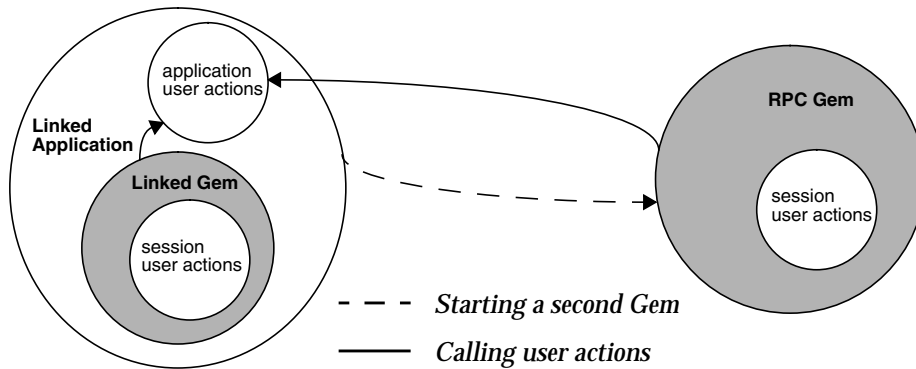 application
user actions
Linked
Application
Linked Gem
session
user actions
RPC Gem
session
user actions
Starting a second Gem
Calling user actions